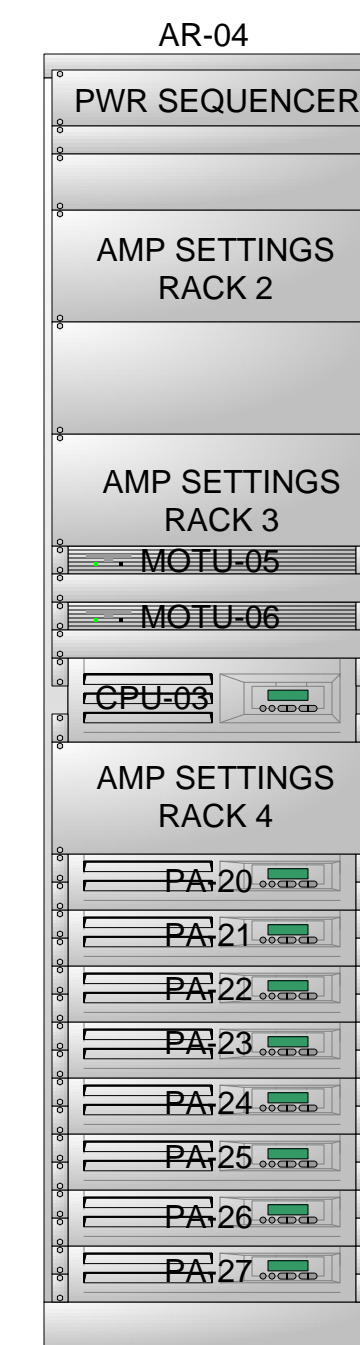 AR-04
PWR SEQUENCER
AMP SETTINGS
RACK 2
AMP SETTINGS
RACK 3
MOTU-05
MOTU-06
CPU-03
AMP SETTINGS
RACK 4
PA-20
PA-21
PA-22
PA-23
PA-24
PA-25
PA-26
PA-27